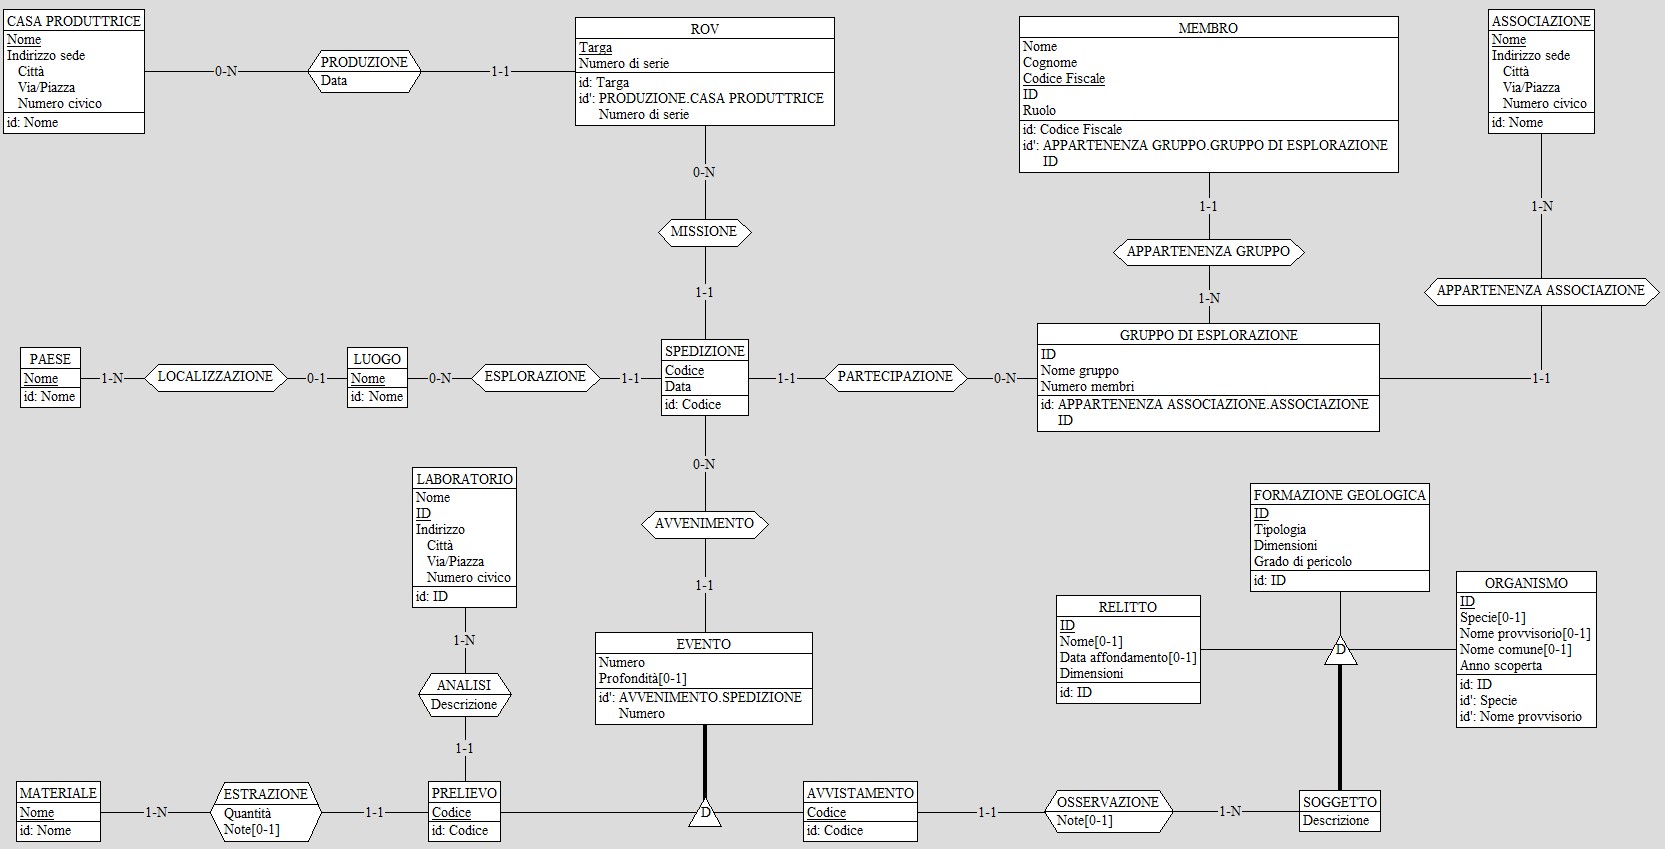 CASA PRODUTTRICE
Nome
Indirizzo sede
Città
Via/Piazza
Numero civico
id: Nome
0-N
PRODUZIONE
Data
1-1
ROV
Targa
Numero di serie
id: Targa
id': PRODUZIONE.CASA PRODUTTRICE
Numero di serie
MEMBRO
Nome
Cognome
Codice Fiscale
ID
Ruolo
id: Codice Fiscale
id': APPARTENENZA GRUPPO.GRUPPO DI ESPLORAZIONE
ID
ASSOCIAZIONE
Nome
Indirizzo sede
Città
Via/Piazza
Numero civico
id: Nome
0-N
MISSIONE
1-1
1-1
APPARTENENZA GRUPPO
1-N
1-N
APPARTENENZA ASSOCIAZIONE
1-1
PAESE
Nome
id: Nome
1-N
LOCALIZZAZIONE
0-1
LUOGO
Nome
id: Nome
0-N
ESPLORAZIONE
1-1
SPEDIZIONE
Codice
Data
id: Codice
1-1
PARTECIPAZIONE
0-N
GRUPPO DI ESPLORAZIONE
ID
Nome gruppo
Numero membri
id: APPARTENENZA ASSOCIAZIONE.ASSOCIAZIONE
ID
0-N
AVVENIMENTO
1-1
LABORATORIO
Nome
ID
Indirizzo
Città
Via/Piazza
Numero civico
id: ID
1-N
ANALISI
Descrizione
1-1
EVENTO
Numero
Profondità[0-1]
id': AVVENIMENTO.SPEDIZIONE
Numero
FORMAZIONE GEOLOGICA
ID
Tipologia
Dimensioni
Grado di pericolo
id: ID
RELITTO
ID
Nome[0-1]
Data affondamento[0-1]
Dimensioni
id: ID
D
ORGANISMO
ID
Specie[0-1]
Nome provvisorio[0-1]
Nome comune[0-1]
Anno scoperta
id: ID
id': Specie
id': Nome provvisorio
MATERIALE
Nome
id: Nome
1-N
ESTRAZIONE
Quantità
Note[0-1]
1-1
PRELIEVO
Codice
id: Codice
D
AVVISTAMENTO
Codice
id: Codice
1-1
OSSERVAZIONE
Note[0-1]
1-N
SOGGETTO
Descrizione